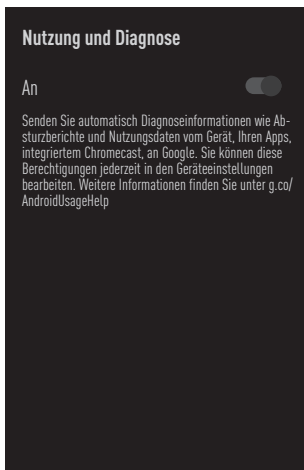 Nutzung und Diagnose
An
Senden Sie automatisch Diagnoseinformationen wie Ab-
sturzberichte und Nutzungsdaten vom Gerät, Ihren Apps,
integriertem Chromecast, an Google. Sie können diese
Berechtigungen jederzeit in den Geräteeinstellungen
bearbeiten. Weitere Informationen finden Sie unter g.co/
AndroidUsageHelp